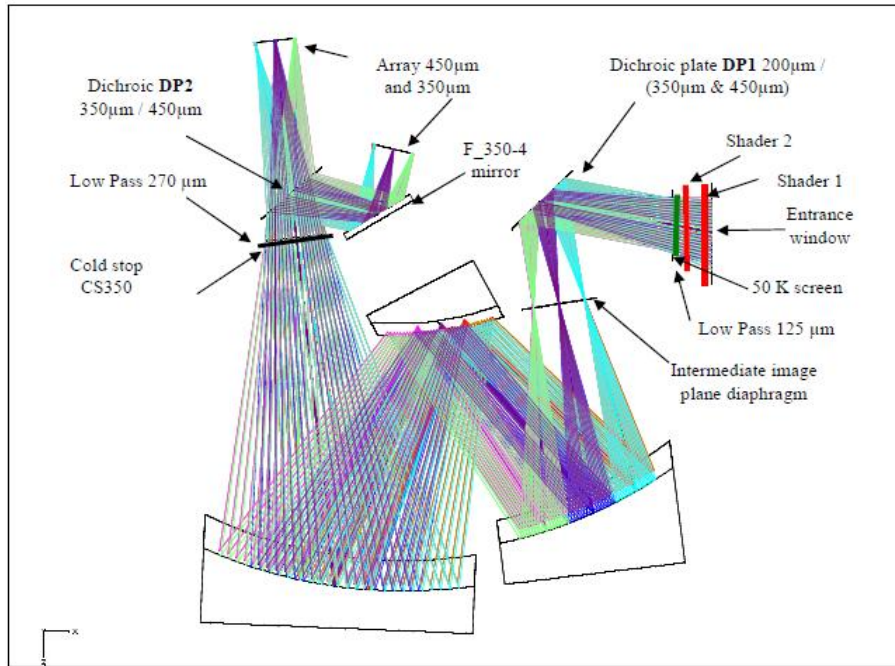 Array 450µm
and 350µm
Dichroic plate DP1 200µm /
(350µm & 450µm)
Dichroic DP2
350µm / 450µm
Shader 2
F_350-4
mirror
Low Pass 270 µm
Shader 1
Entrance
window
Cold stop
CS350
50 K screen
Low Pass 125 µm
Intermediate image
plane diaphragm
x
z